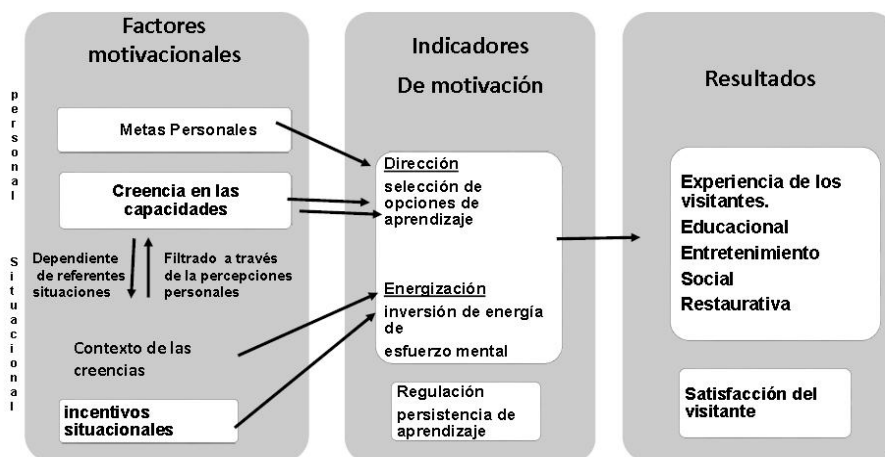 personal
Situacional
Factores
motivacionales
Metas Personales
Creencia en las
capacidades
Dependiente
de referentes
situaciones
Filtrado a través
de la percepciones
personales
Contexto de las
creencias
incentivos
situacionales
Indicadores
De motivación
Dirección
selección de
opciones de
aprendizaje
Energización
inversión de energía
de
esfuerzo mental
Regulación
persistencia de
aprendizaje
Resultados
Experiencia de los
visitantes.
Educacional
Entretenimiento
Social
Restaurativa
Satisfacción del
visitante